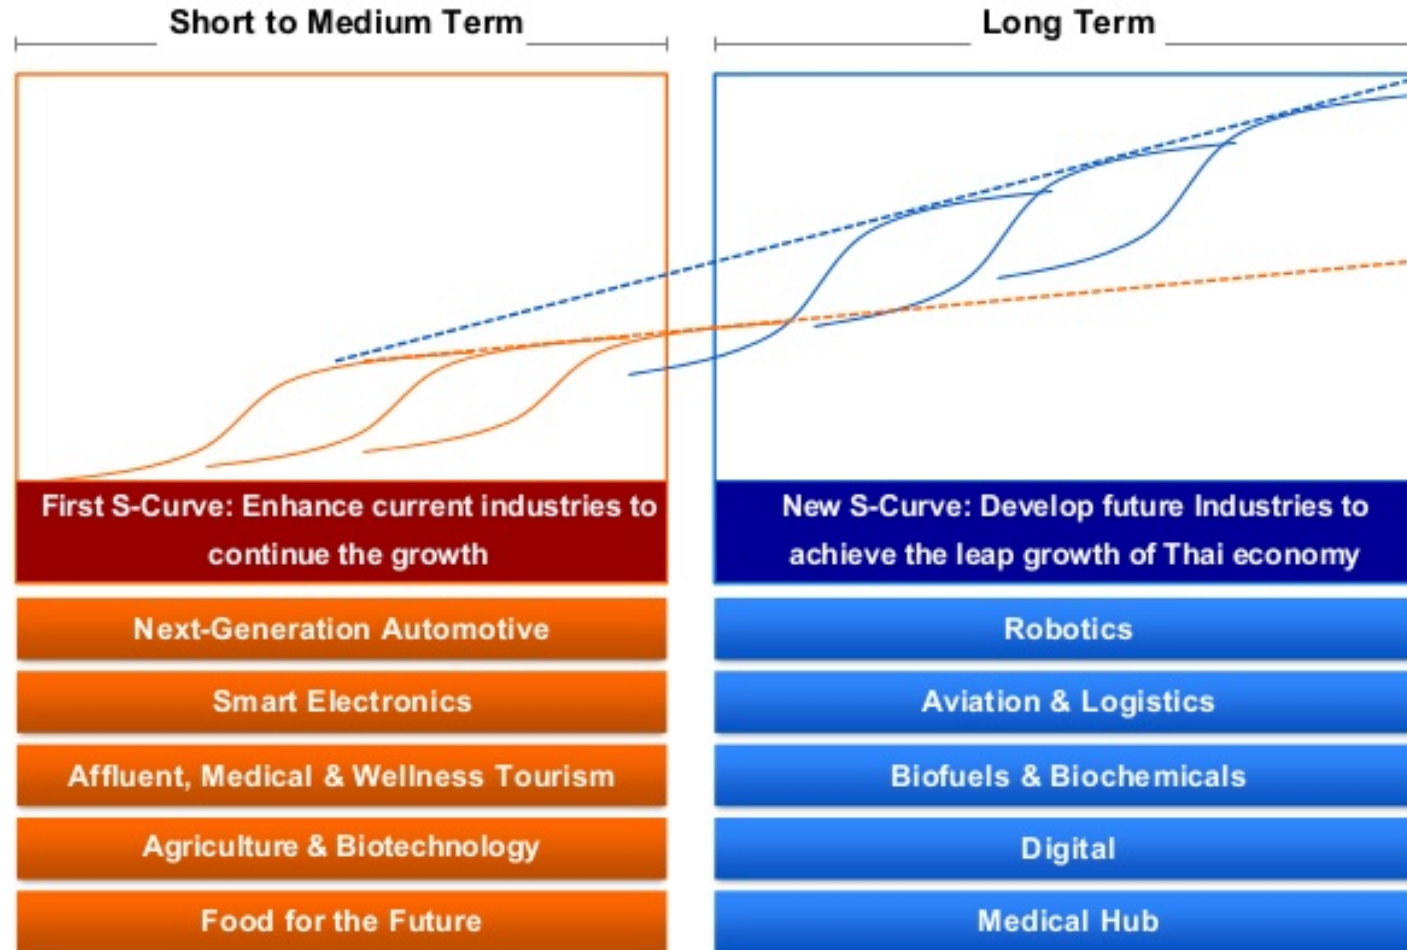 Short to Medium Term
Long Term
First S-Curve: Enhance current industries to
continue the growth
New S-Curve: Develop future Industries to
achieve the leap growth of Thai economy
Next-Generation Automotive
Smart Electronics
Affluent, Medical & Wellness Tourism
Agriculture & Biotechnology
Food for the Future
Robotics
Aviation & Logistics
Biofuels & Biochemicals
Digital
Medical Hub